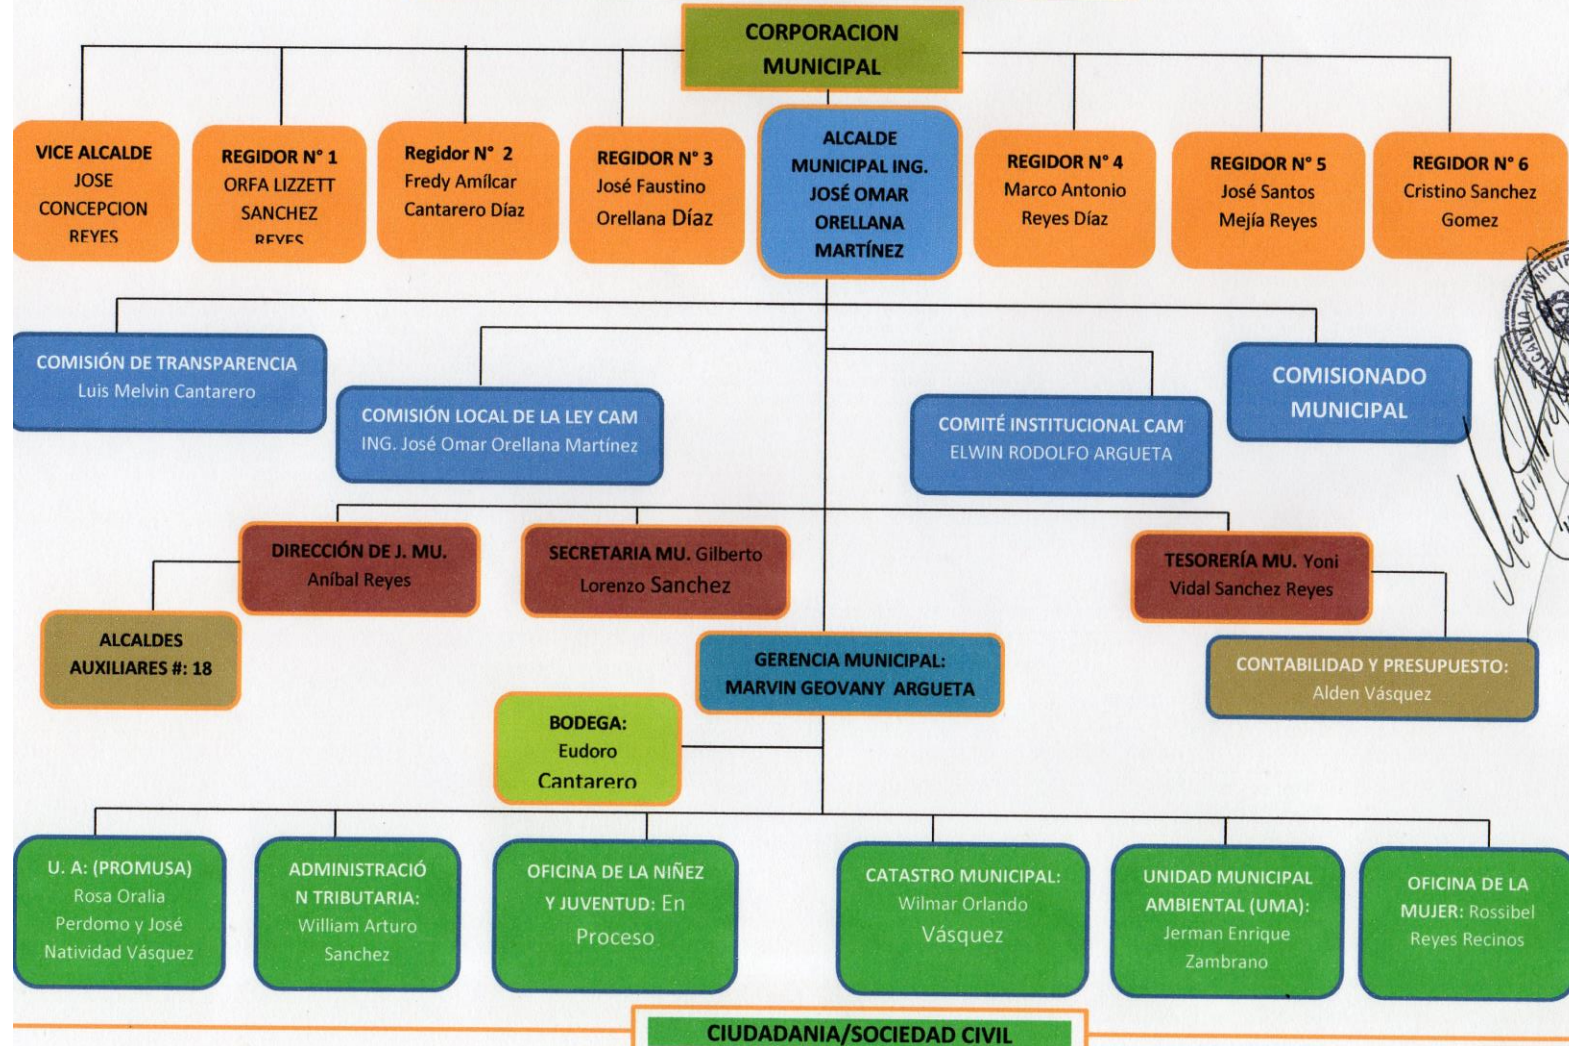 CORPORACION
MUNICIPAL
VICE ALCALDE
JOSE
CONCEPCION
REYES
REGIDOR N° 1
ORFA LIZZETT
SANCHEZ
REYES
Regidor N° 2
Fredy Amílcar
Cantarero Díaz
REGIDOR N° 3
José Faustino
Orellana Díaz
ALCALDE
MUNICIPAL ING.
JOSÉ OMAR
ORELLANA
MARTÍNEZ
REGIDOR N° 4
Marco Antonio
Reyes Díaz
REGIDOR N° 5
José Santos
Mejía Reyes
REGIDOR N° 6
Cristino Sanchez
Gomez
COMISIÓN DE TRANSPARENCIA
Luis Melvin Cantarero
COMISIÓN LOCAL DE LA LEY CAM
ING. José Omar Orellana Martínez
COMITÉ INSTITUCIONAL CAM
ELWIN RODOLFO ARGUETA
COMISIONADO
MUNICIPAL
DIRECCIÓN DE J. MU.
Aníbal Reyes
SECRETARIA MU. Gilberto
Lorenzo Sanchez
TESORERÍA MU. Yoni
Vidal Sanchez Reyes
ALCALDES
AUXILIARES #: 18
GERENCIA MUNICIPAL:
MARVIN GEOVANY ARGUETA
CONTABILIDAD Y PRESUPUESTO:
Alden Vásquez
BODEGA:
Eudoro
Cantarero
U. A: (PROMUSA)
Rosa Oralia
Perdomo y José
Natividad Vásquez
ADMINISTRACIÓ
N TRIBUTARIA:
William Arturo
Sanchez
OFICINA DE LA NIÑEZ
Y JUVENTUD: En
Proceso
CATASTRO MUNICIPAL:
Wilmar Orlando
Vásquez
UNIDAD MUNICIPAL
AMBIENTAL (UMA):
Jerman Enrique
Zambrano
OFICINA DE LA
MUJER: Rossibel
Reyes Recinos
CIUDADANIA/SOCIEDAD CIVIL